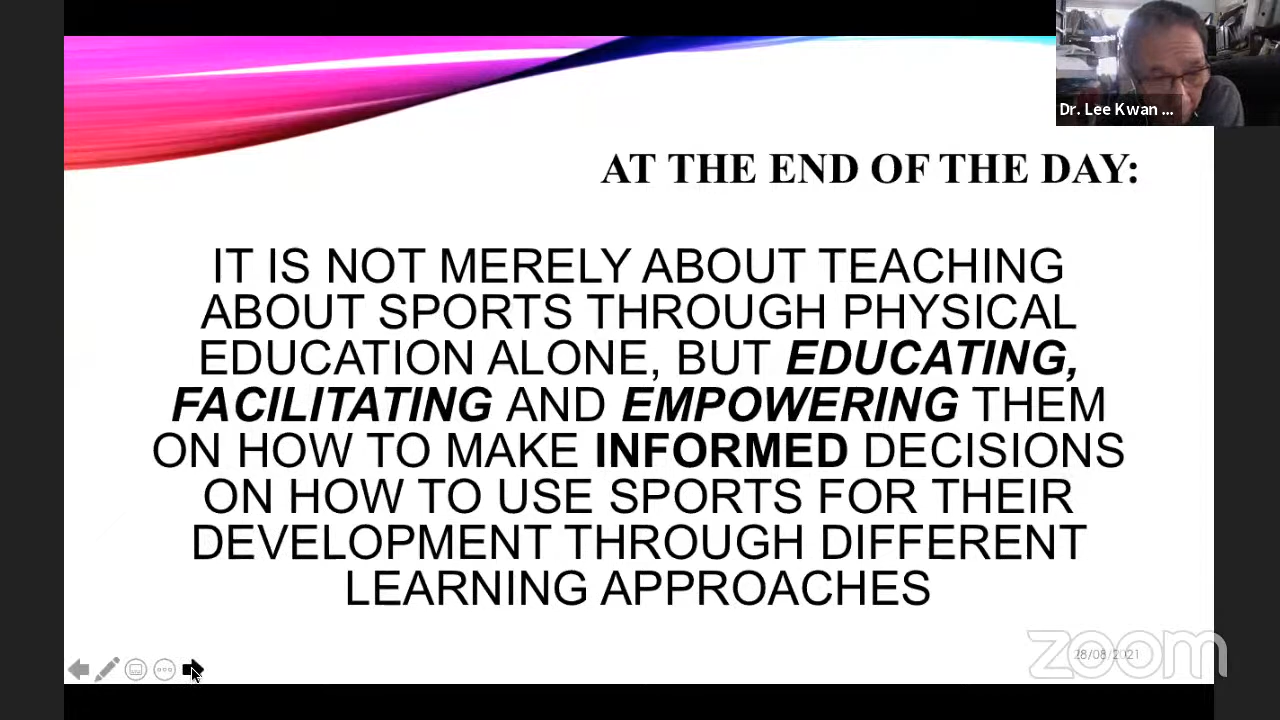 Dr. Lee Kwan ...
AT THE END OF THE DAY:
IT IS NOT MERELY ABOUT TEACHING
ABOUT SPORTS THROUGH PHYSICAL
EDUCATION ALONE, BUT EDUCATING,
FACILITATING AND EMPOWERING THEM
ON HOW TO MAKE INFORMED DECISIONS
ON HOW TO USE SPORTS FOR THEIR
DEVELOPMENT THROUGH DIFFERENT
LEARNING APPROACHES
28/08/2021
zoom